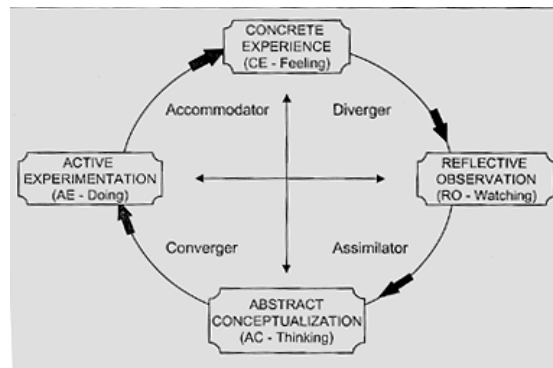 CONCRETE
EXPERIENCE
(CE - Feeling)
Accommodator
Diverger
ACTIVE
EXPERIMENTATION
(AE - Doing)
REFLECTIVE
OBSERVATION
(RO - Watching)
Converger
Assimilator
ABSTRACT
CONCEPTUALIZATION
(AC - Thinking)